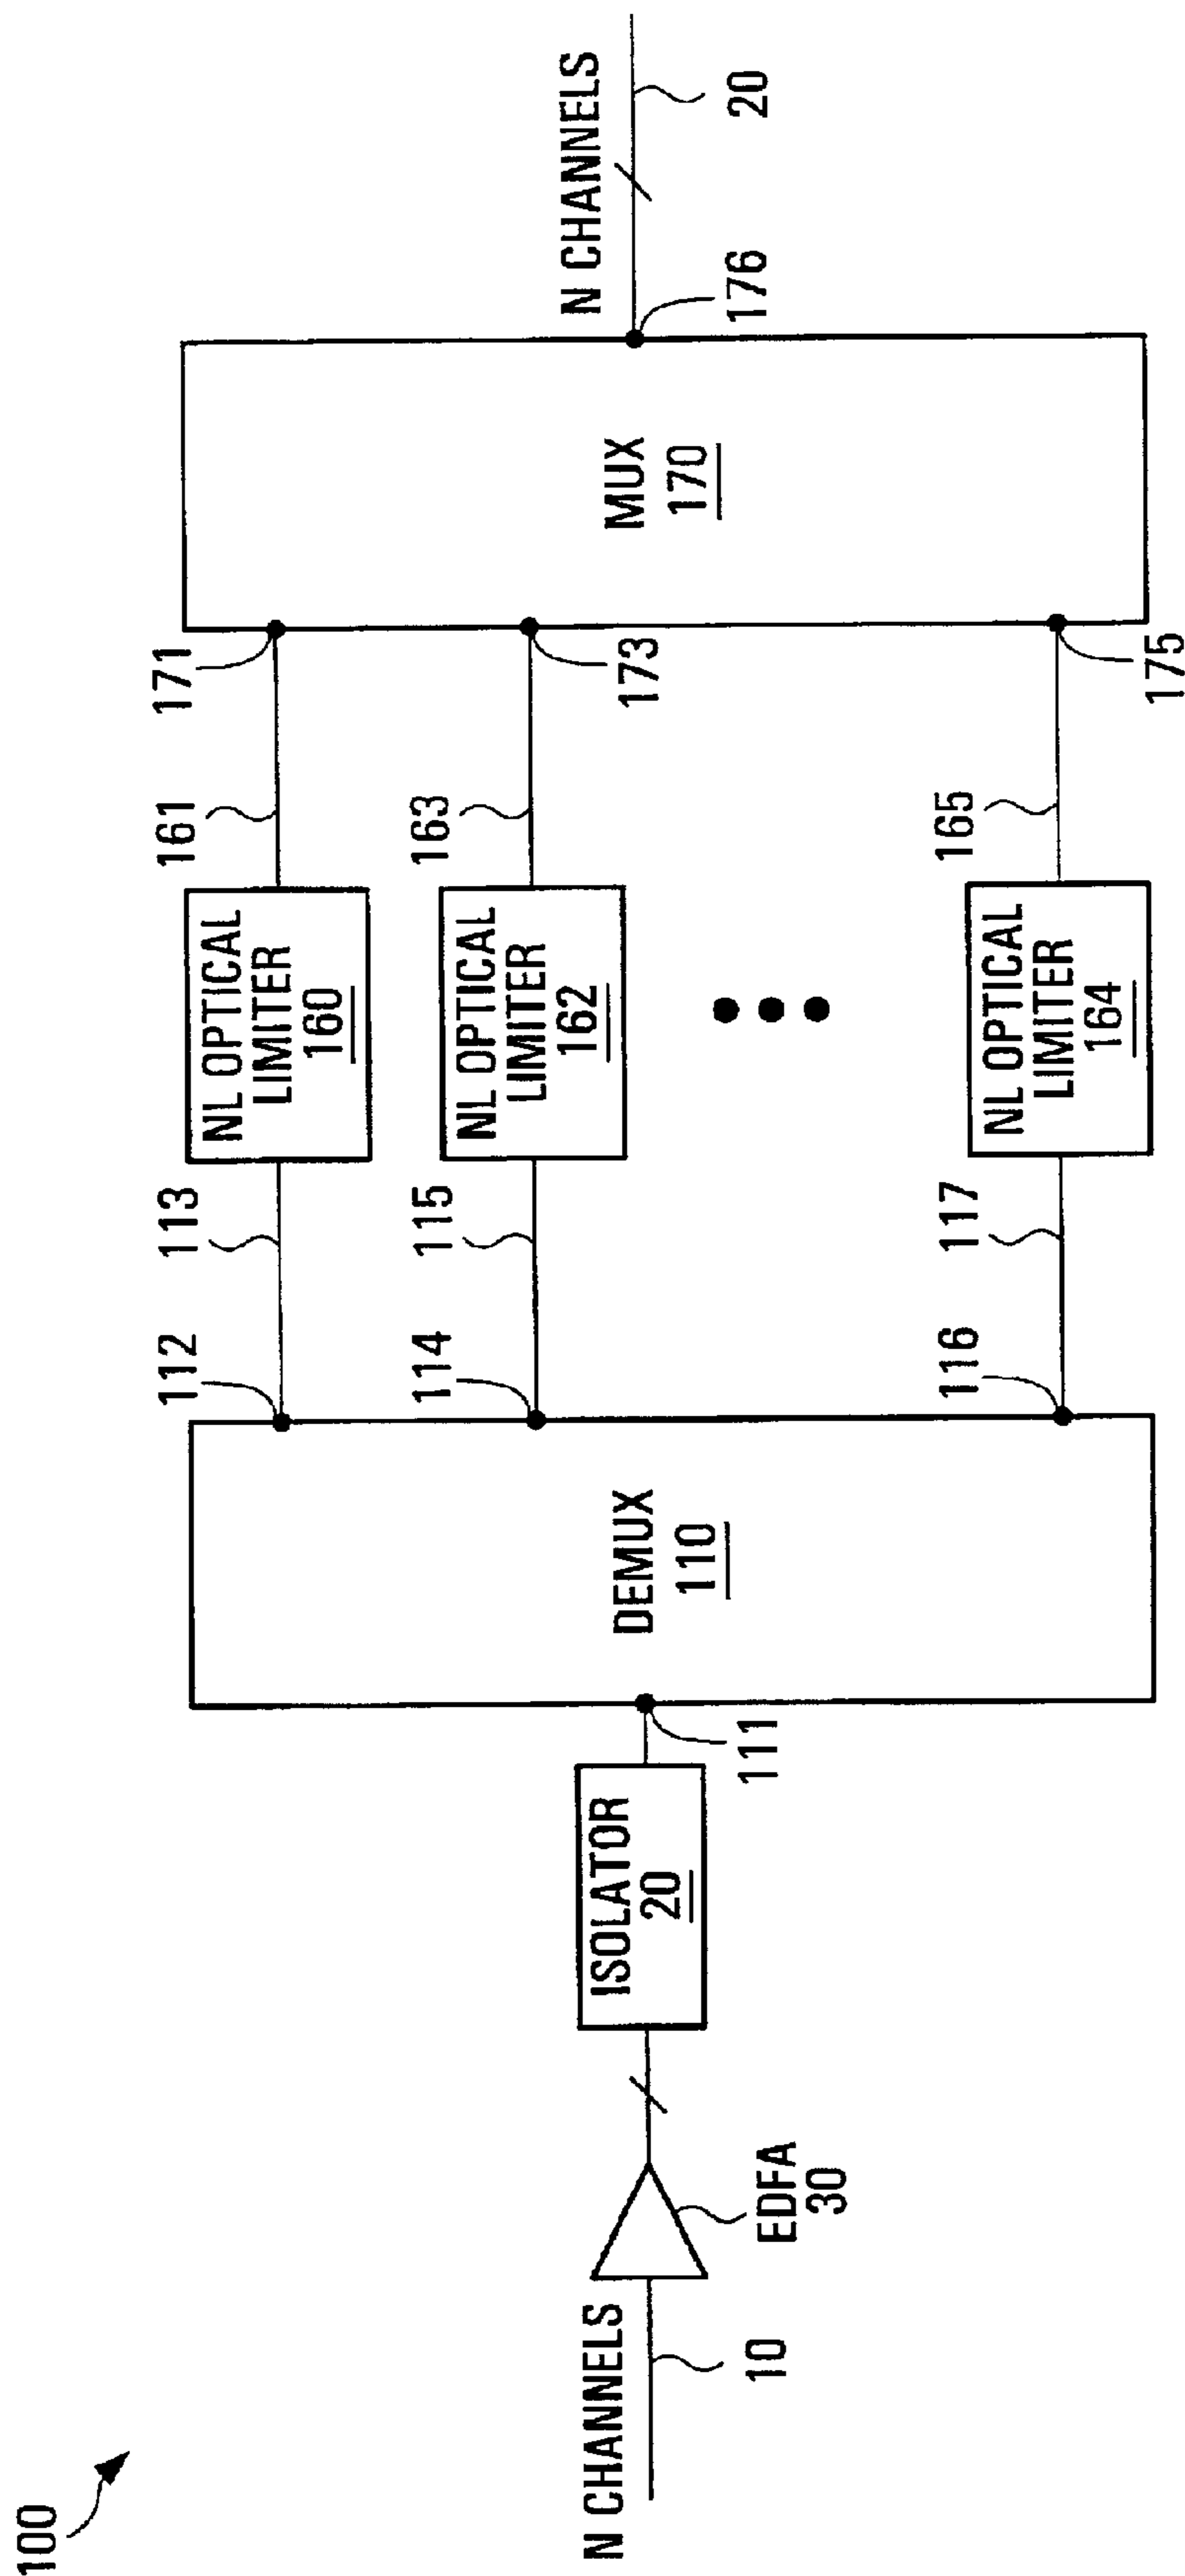 100
N CHANNELS
10
EDFA
30
ISOLATOR
20
111
DEMUX
110
112
113
NL OPTICAL
LIMITER
160
161
171
114
115
NL OPTICAL
LIMITER
162
163
173
116
117
NL OPTICAL
LIMITER
164
165
175
MUX
170
176
N CHANNELS
20